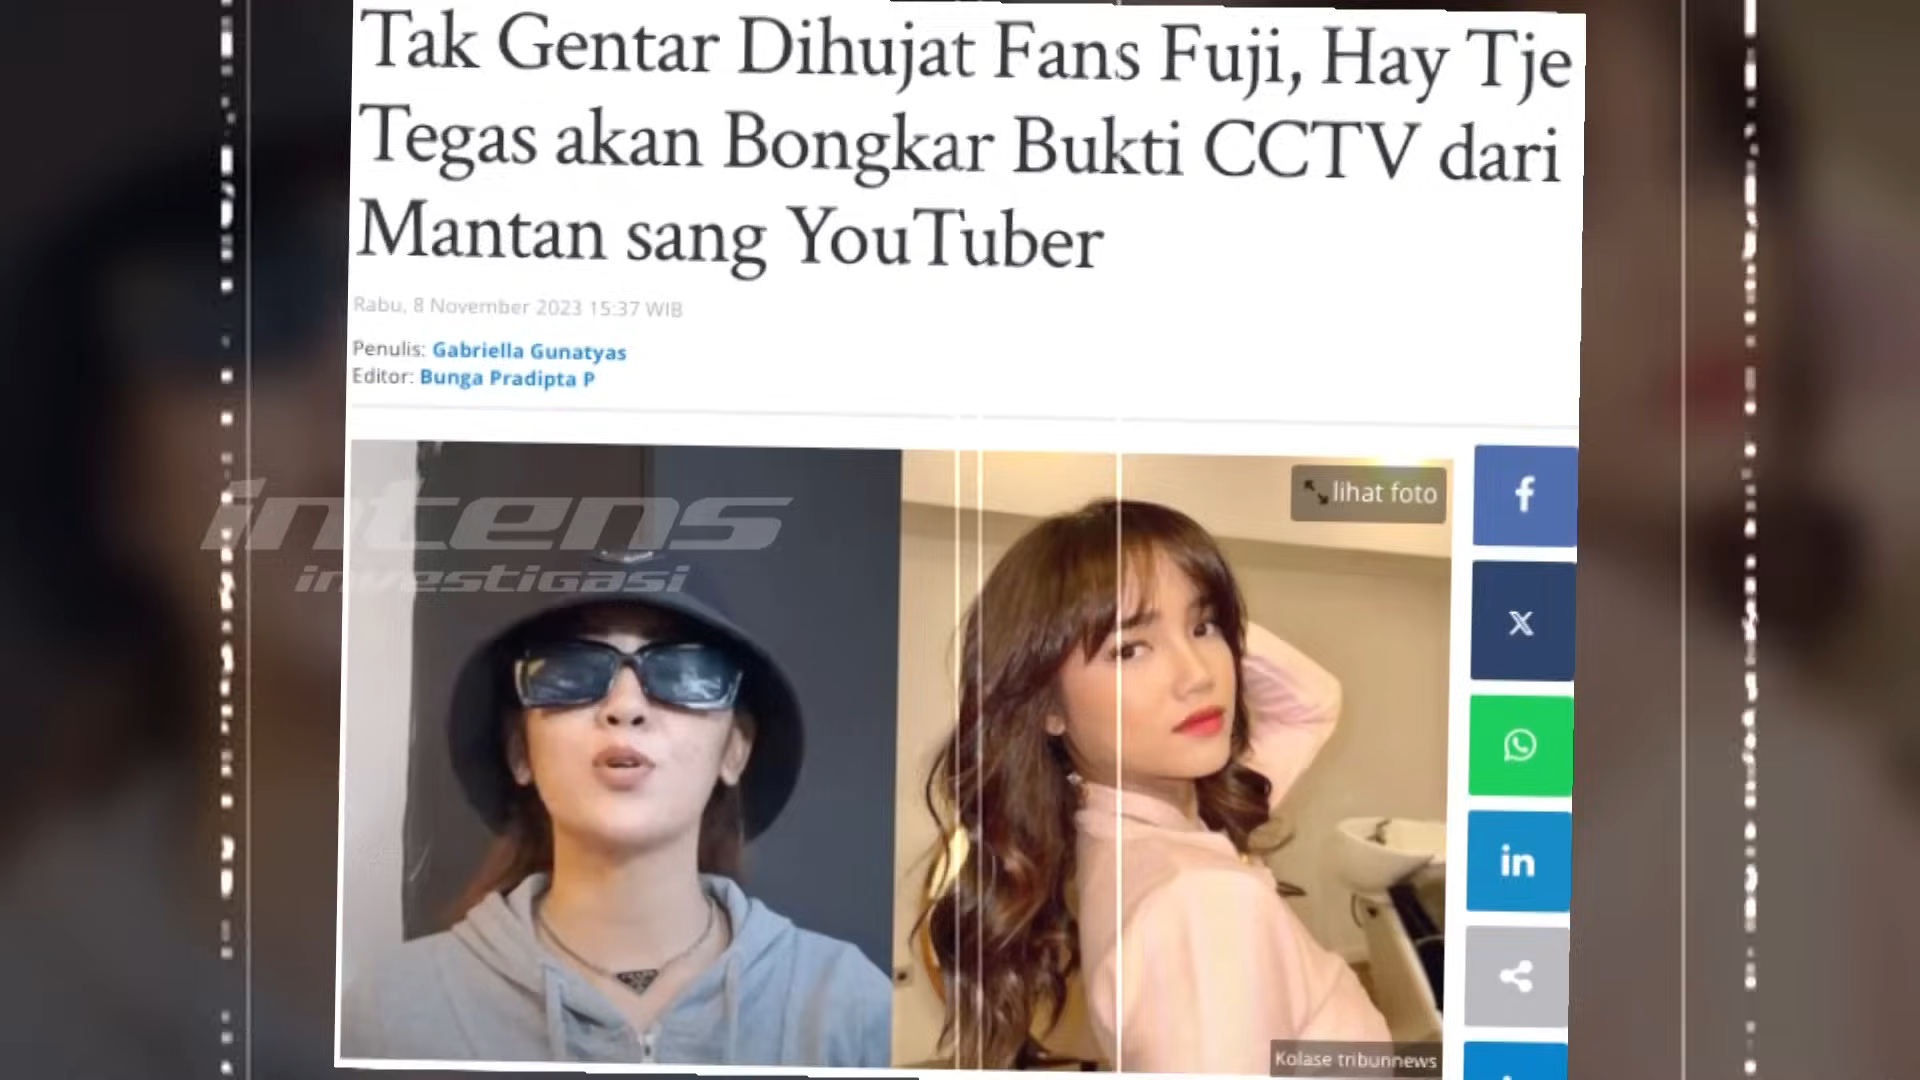 Tak Gentar Dihujat Fans Fuji, Hay Tje
Tegas akan Bongkar Bukti CCTV dari
Mantan sang YouTuber
Rabu, 8 November 2023 15:37 WIB
Penulis: Gabriella Gunatyas
Editor: Bunga Pradipta P
lihat foto
intens
investigasi
Kolase tribunnews